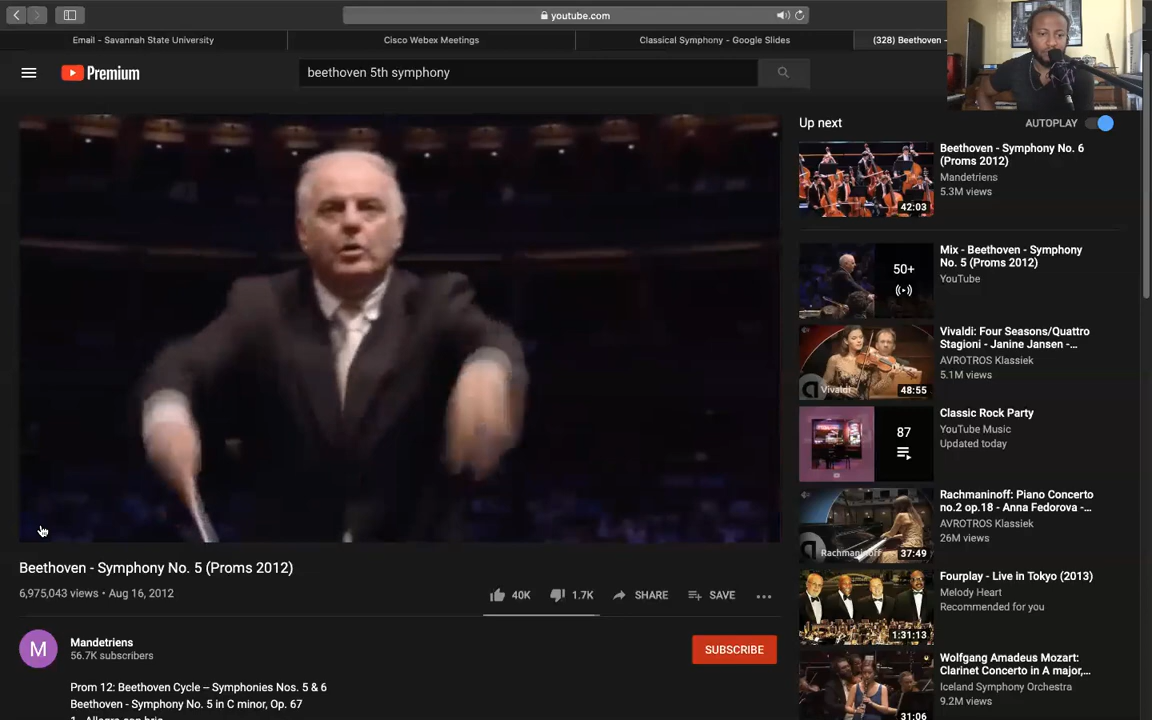 youtube.com
Email - Savannah State University
Cisco Webex Meetings
Classical Symphony - Google Slides
(328) Beethoven -
Premium
beethoven 5th symphony
Up next
AUTOPLAY
Beethoven - Symphony No. 6
(Proms 2012)
Mandetriens
5.3M views
42:03
Mix - Beethoven - Symphony
No. 5 (Proms 2012)
YouTube
50+
Vivaldi: Four Seasons/Quattro
Stagioni - Janine Jansen -...
AVROTROS Klassiek
5.1M views
Vivaldi
48:55
Classic Rock Party
YouTube Music
Updated today
87
Rachmaninoff: Piano Concerto
no.2 op.18 - Anna Fedorova -...
AVROTROS Klassiek
26M views
Rachmaninoff
37:49
Fourplay - Live in Tokyo (2013)
Melody Heart
Recommended for you
1:31:13
Wolfgang Amadeus Mozart:
Clarinet Concerto in A major,...
Iceland Symphony Orchestra
9.2M views
31:06
Beethoven - Symphony No. 5 (Proms 2012)
6,975,043 views • Aug 16, 2012
40K
1.7K
SHARE
SAVE
M
Mandetriens
56.7K subscribers
SUBSCRIBE
Prom 12: Beethoven Cycle – Symphonies Nos. 5 & 6
Beethoven - Symphony No. 5 in C minor, Op. 67
1. Allegro con brio